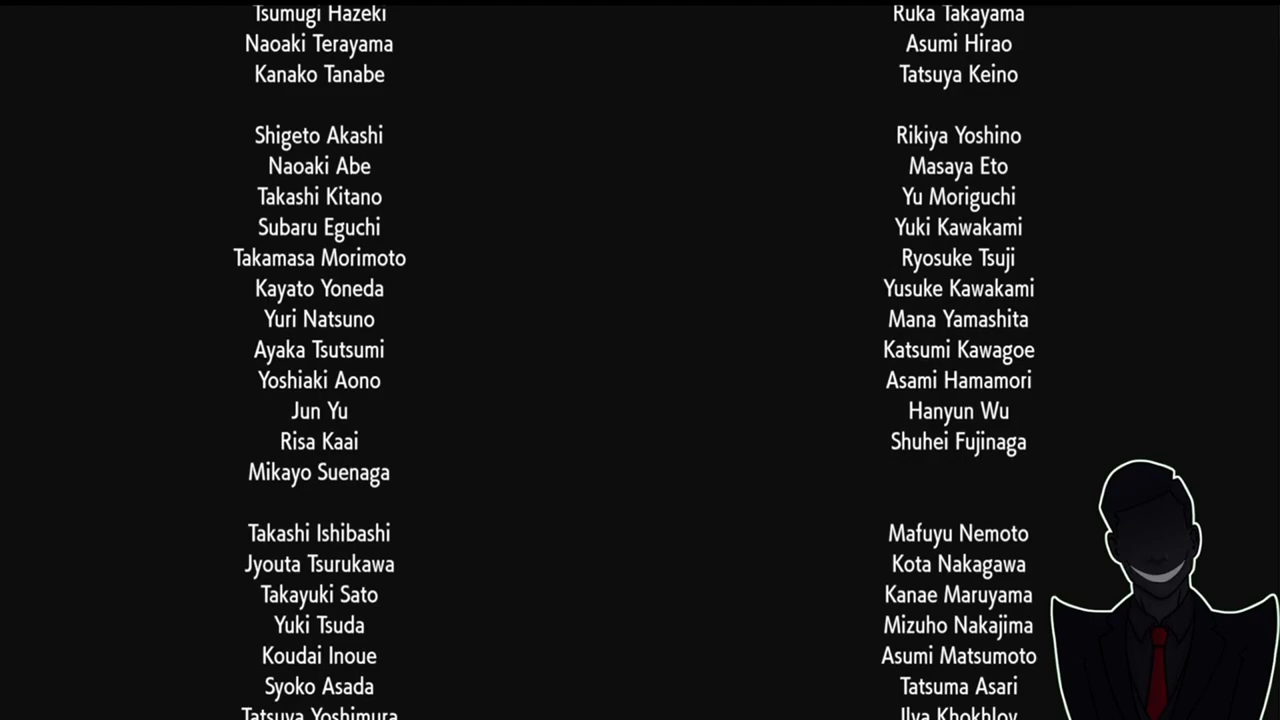 Tsumugi Hazeki
Ruka Takayama
Naoaki Terayama
Asumi Hirao
Kanako Tanabe
Tatsuya Keino
Shigeto Akashi
Rikiya Yoshino
Naoaki Abe
Masaya Eto
Takashi Kitano
Yu Moriguchi
Subaru Eguchi
Yuki Kawakami
Takamasa Morimoto
Ryosuke Tsuji
Kayato Yoneda
Yusuke Kawakami
Yuri Natsuno
Mana Yamashita
Ayaka Tsutsumi
Katsumi Kawagoe
Yoshiaki Aono
Asami Hamamori
Jun Yu
Hanyun Wu
Risa Kaai
Shuhei Fujinaga
Mikayo Suenaga
Takashi Ishibashi
Mafuyu Nemoto
Jyouta Tsurukawa
Kota Nakagawa
Takayuki Sato
Kanae Maruyama
Yuki Tsuda
Mizuho Nakajima
Koudai Inoue
Asumi Matsumoto
Syoko Asada
Tatsuma Asari
Tatsuya Yoshimura
Ilya Khokhlov